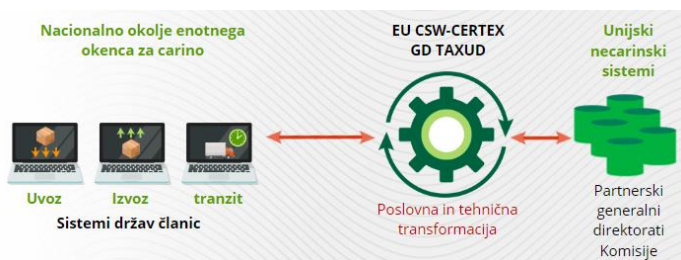 Nacionalno okolje enotnega
okenca za carino
Uvoz
Izvoz
tranzit
Sistemi držav članic
EU CSW-CERTEX
GD TAXUD
Poslovna in tehnična
transformacija
Unijski
necarinski
sistemi
Partnerski
generalni
direktorati
Komisije